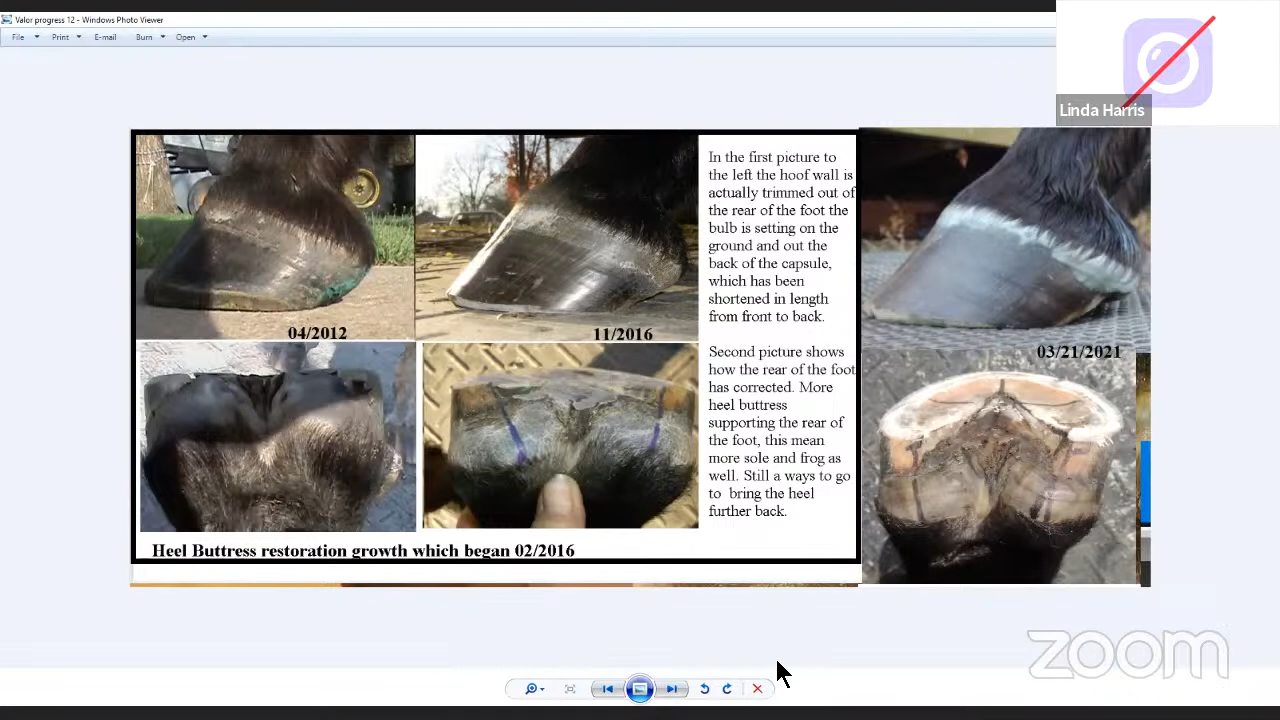 Valor progress 12 - Windows Photo Viewer
File Print E-mail Burn Open
Linda Harris
In the first picture to
the left the hoof wall is
actually trimmed out of
the rear of the foot the
bulb is setting on the
ground and out the
back of the capsule,
which has been
shortened in length
from front to back.
Second picture shows
how the rear of the foot
has corrected. More
heel buttress
supporting the rear of
the foot, this mean
more sole and frog as
well. Still a ways to go
to bring the heel
further back.
04/2012
11/2016
03/21/2021
Heel Buttress restoration growth which began 02/2016
zoom